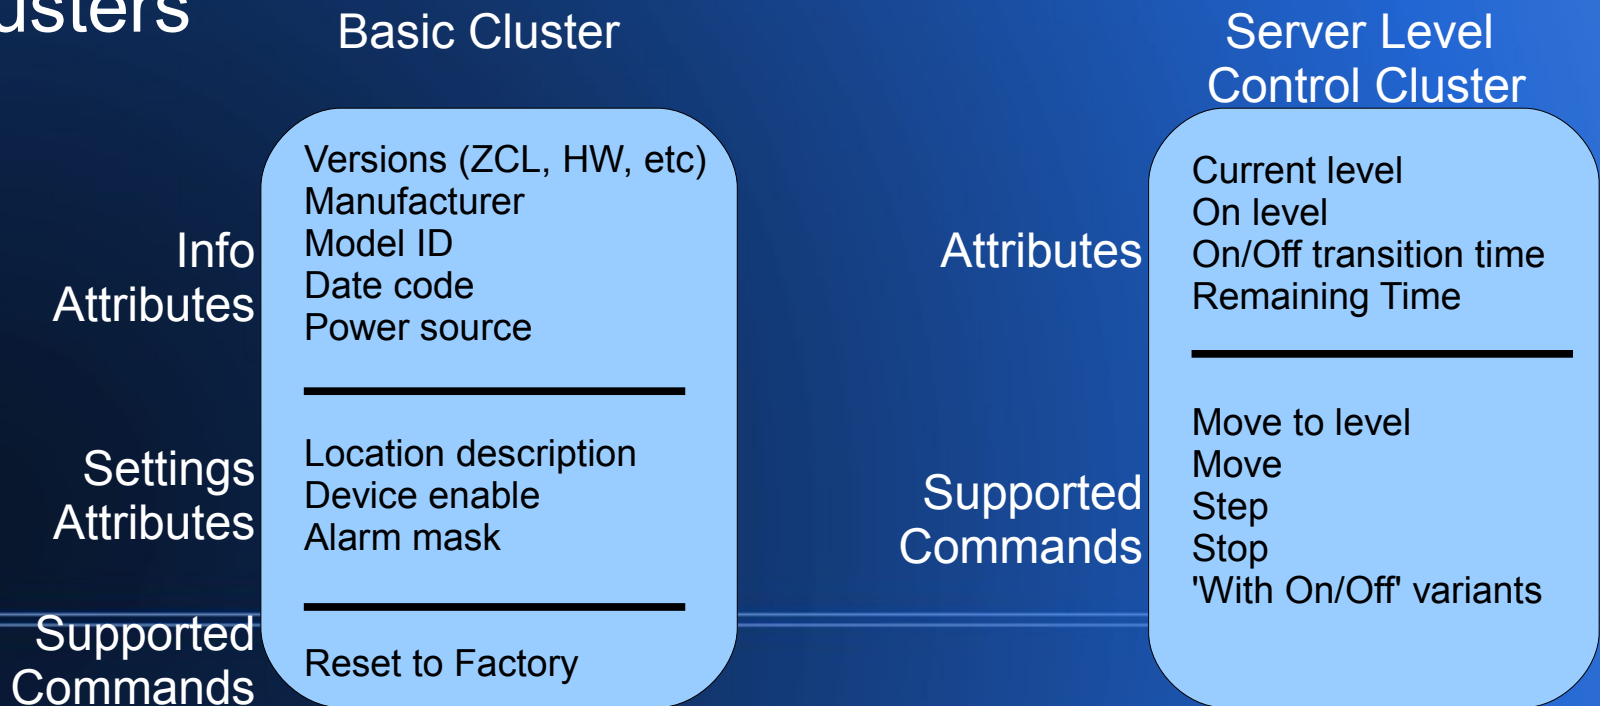 Basic Cluster
Info
Attributes
Versions (ZCL, HW, etc)
Manufacturer
Model ID
Date code
Power source
Settings
Attributes
Location description
Device enable
Alarm mask
Supported
Commands
Reset to Factory
Server Level
Control Cluster
Attributes
Current level
On level
On/Off transition time
Remaining Time
Supported
Commands
Move to level
Move
Step
Stop
'With On/Off' variants